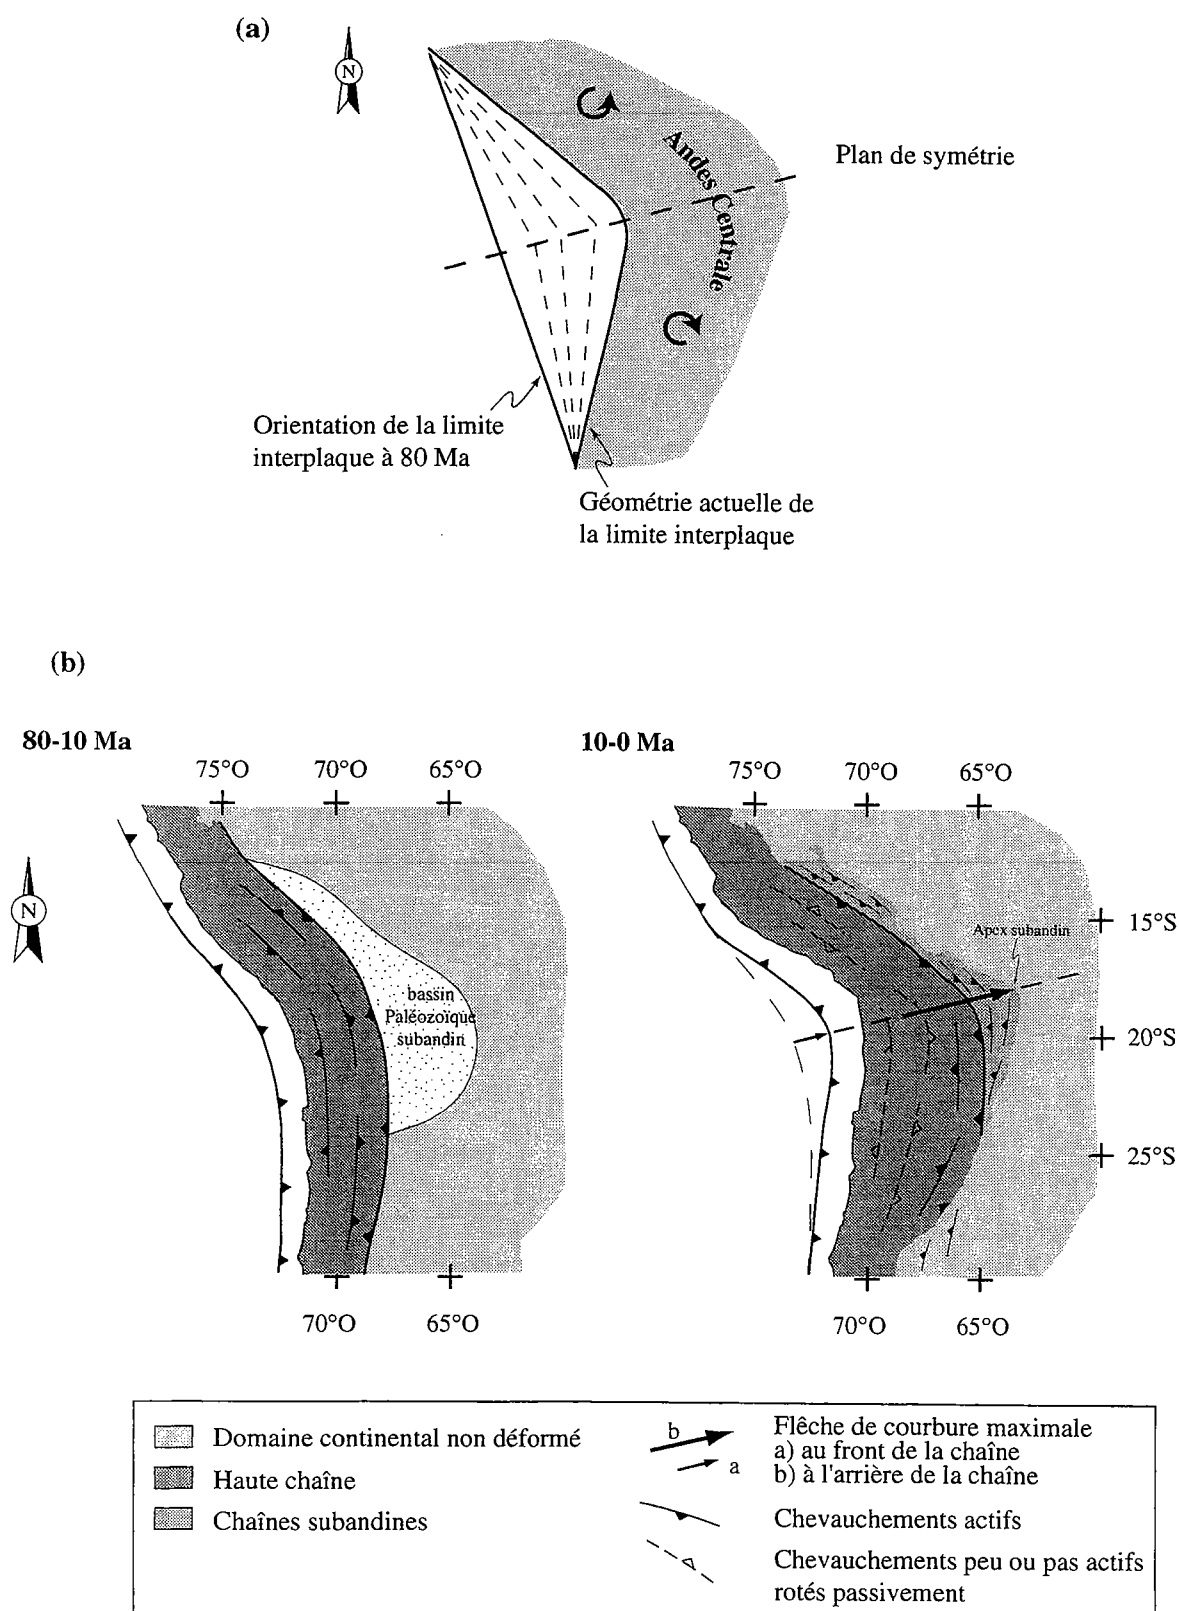 (a)
N
Plan de symétrie
Andes Centrale
Orientation de la limite
interplaque à 80 Ma
Géométrie actuelle de
la limite interplaque
(b)
80-10 Ma
10-0 Ma
75°O
70°O
65°O
75°O
70°O
65°O
N
bassin
Paléozoïque
subandin
Apex subandin
15°S
20°S
25°S
70°O
65°O
70°O
65°O
Domaine continental non déformé
Haute chaîne
Chaînes subandines
b
a
Flêche de courbure maximale
a) au front de la chaîne
b) à l'arrière de la chaîne
Chevauchements actifs
Chevauchements peu ou pas actifs
rotés passivement